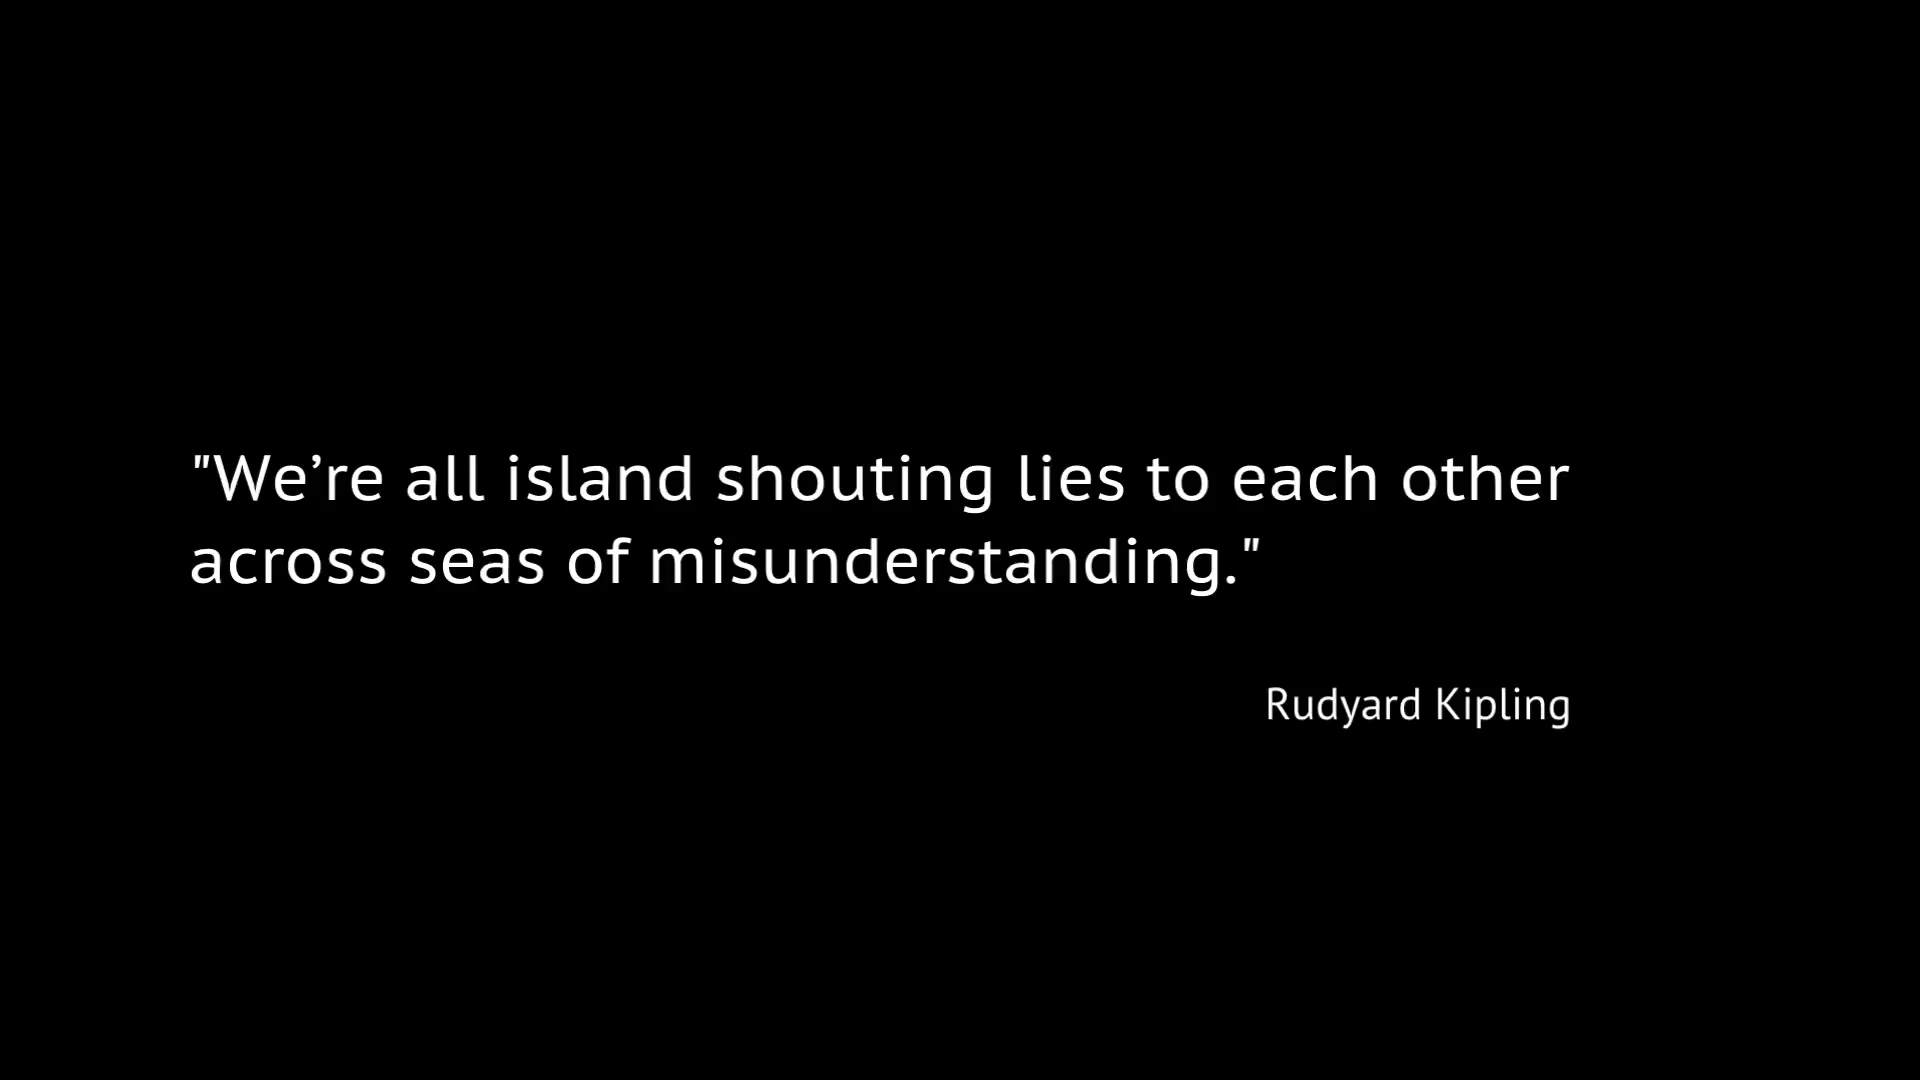 "We’re all island shouting lies to each other
across seas of misunderstanding."
Rudyard Kipling